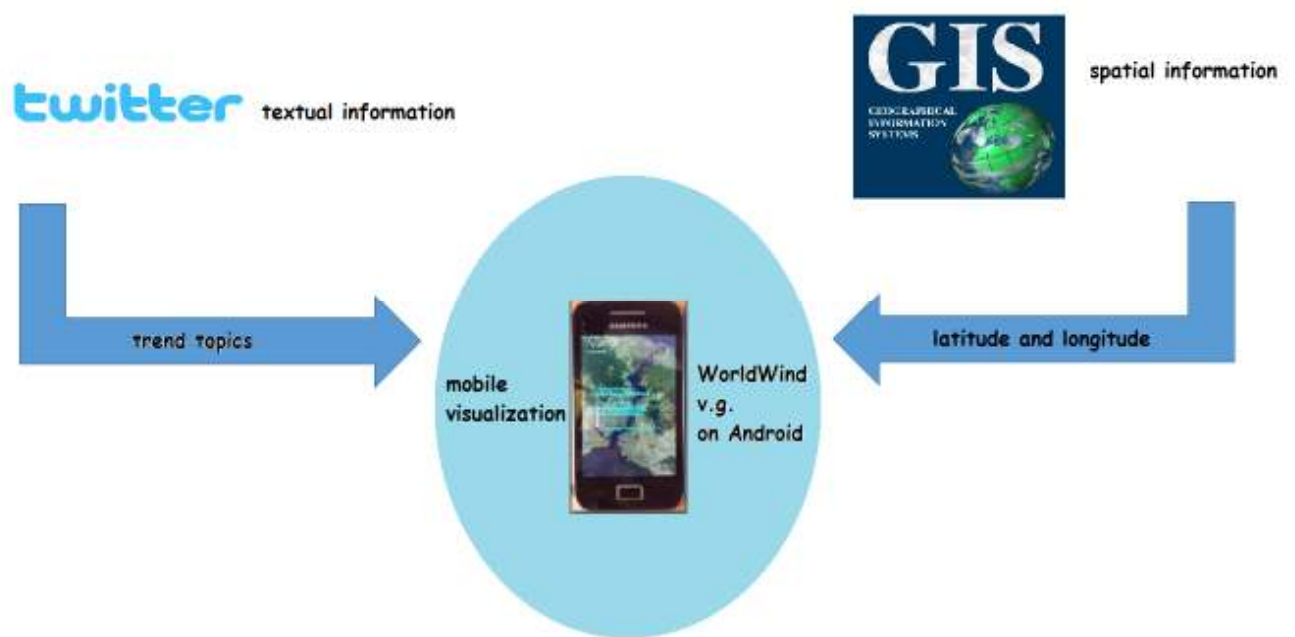 twitter textual information
GIS
GEOGRAPHICAL
INFORMATION
SYSTEMS
spatial information
trend topics
latitude and longitude
mobile
visualization
SAMSUNG
WorldWind
v.g.
on Android